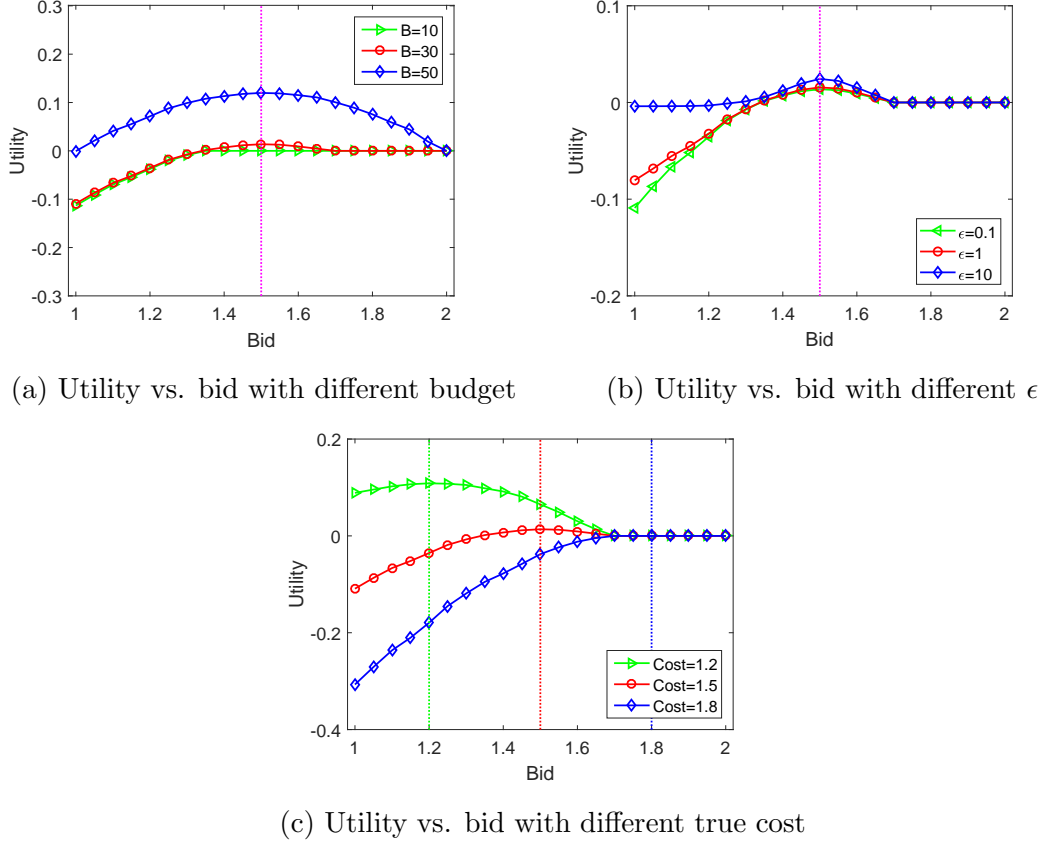 0.3
0.2
0.1
0
-0.1
-0.2
-0.3
Utility
1 1.2 1.4 1.6 1.8 2
Bid
B=10
B=30
B=50
(a) Utility vs. bid with different budget
0.1
0
-0.1
-0.2
Utility
1 1.2 1.4 1.6 1.8 2
Bid
ϵ=0.1
ϵ=1
ϵ=10
(b) Utility vs. bid with different ϵ
0.2
0
-0.2
-0.4
Utility
1 1.2 1.4 1.6 1.8 2
Bid
Cost=1.2
Cost=1.5
Cost=1.8
(c) Utility vs. bid with different true cost